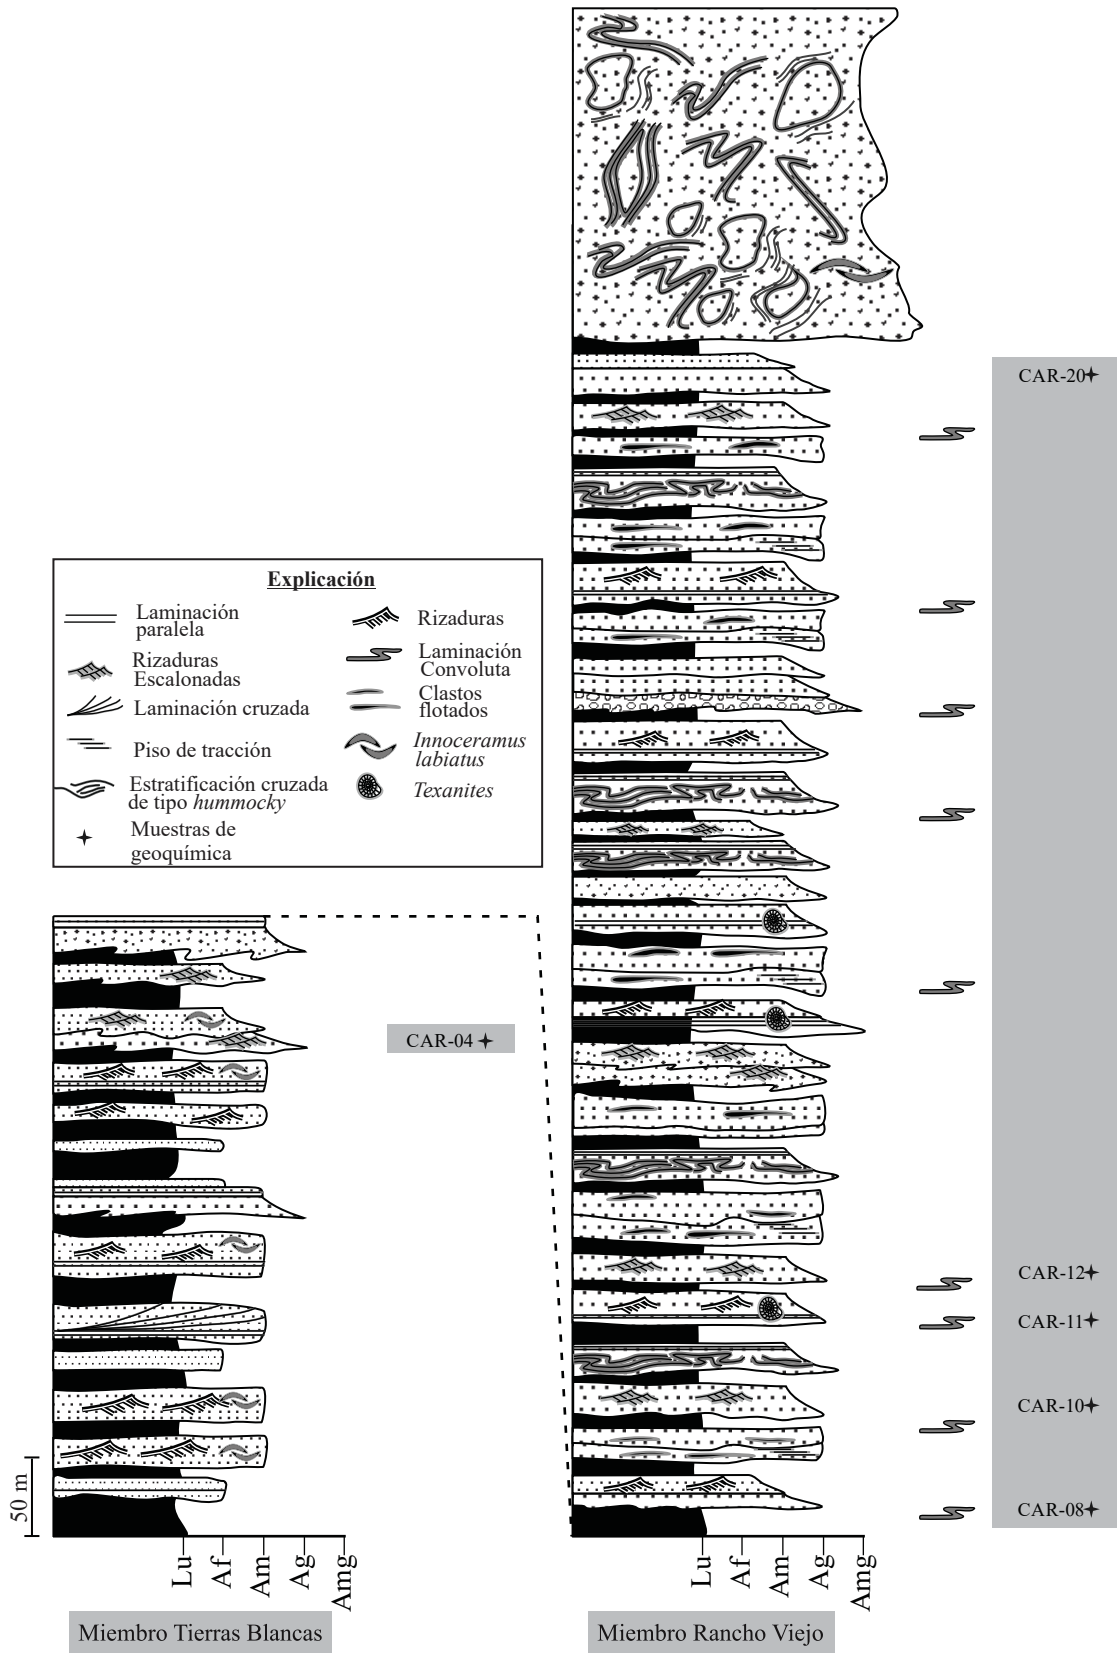 CAR-20
Explicación
Laminación
paralela
Rizaduras
Escalonadas
Laminación cruzada
Piso de tracción
Estratificación cruzada
de tipo hummocky
Muestras de
geoquímica
Rizaduras
Laminación
Convoluta
Clastos
flotados
Innoceramus
labiatus
Texanites
CAR-04
CAR-12
CAR-11
CAR-10
CAR-08
50 m
Lu
Af
Am
Ag
Amg
Lu
Af
Am
Ag
Amg
Miembro Tierras Blancas
Miembro Rancho Viejo